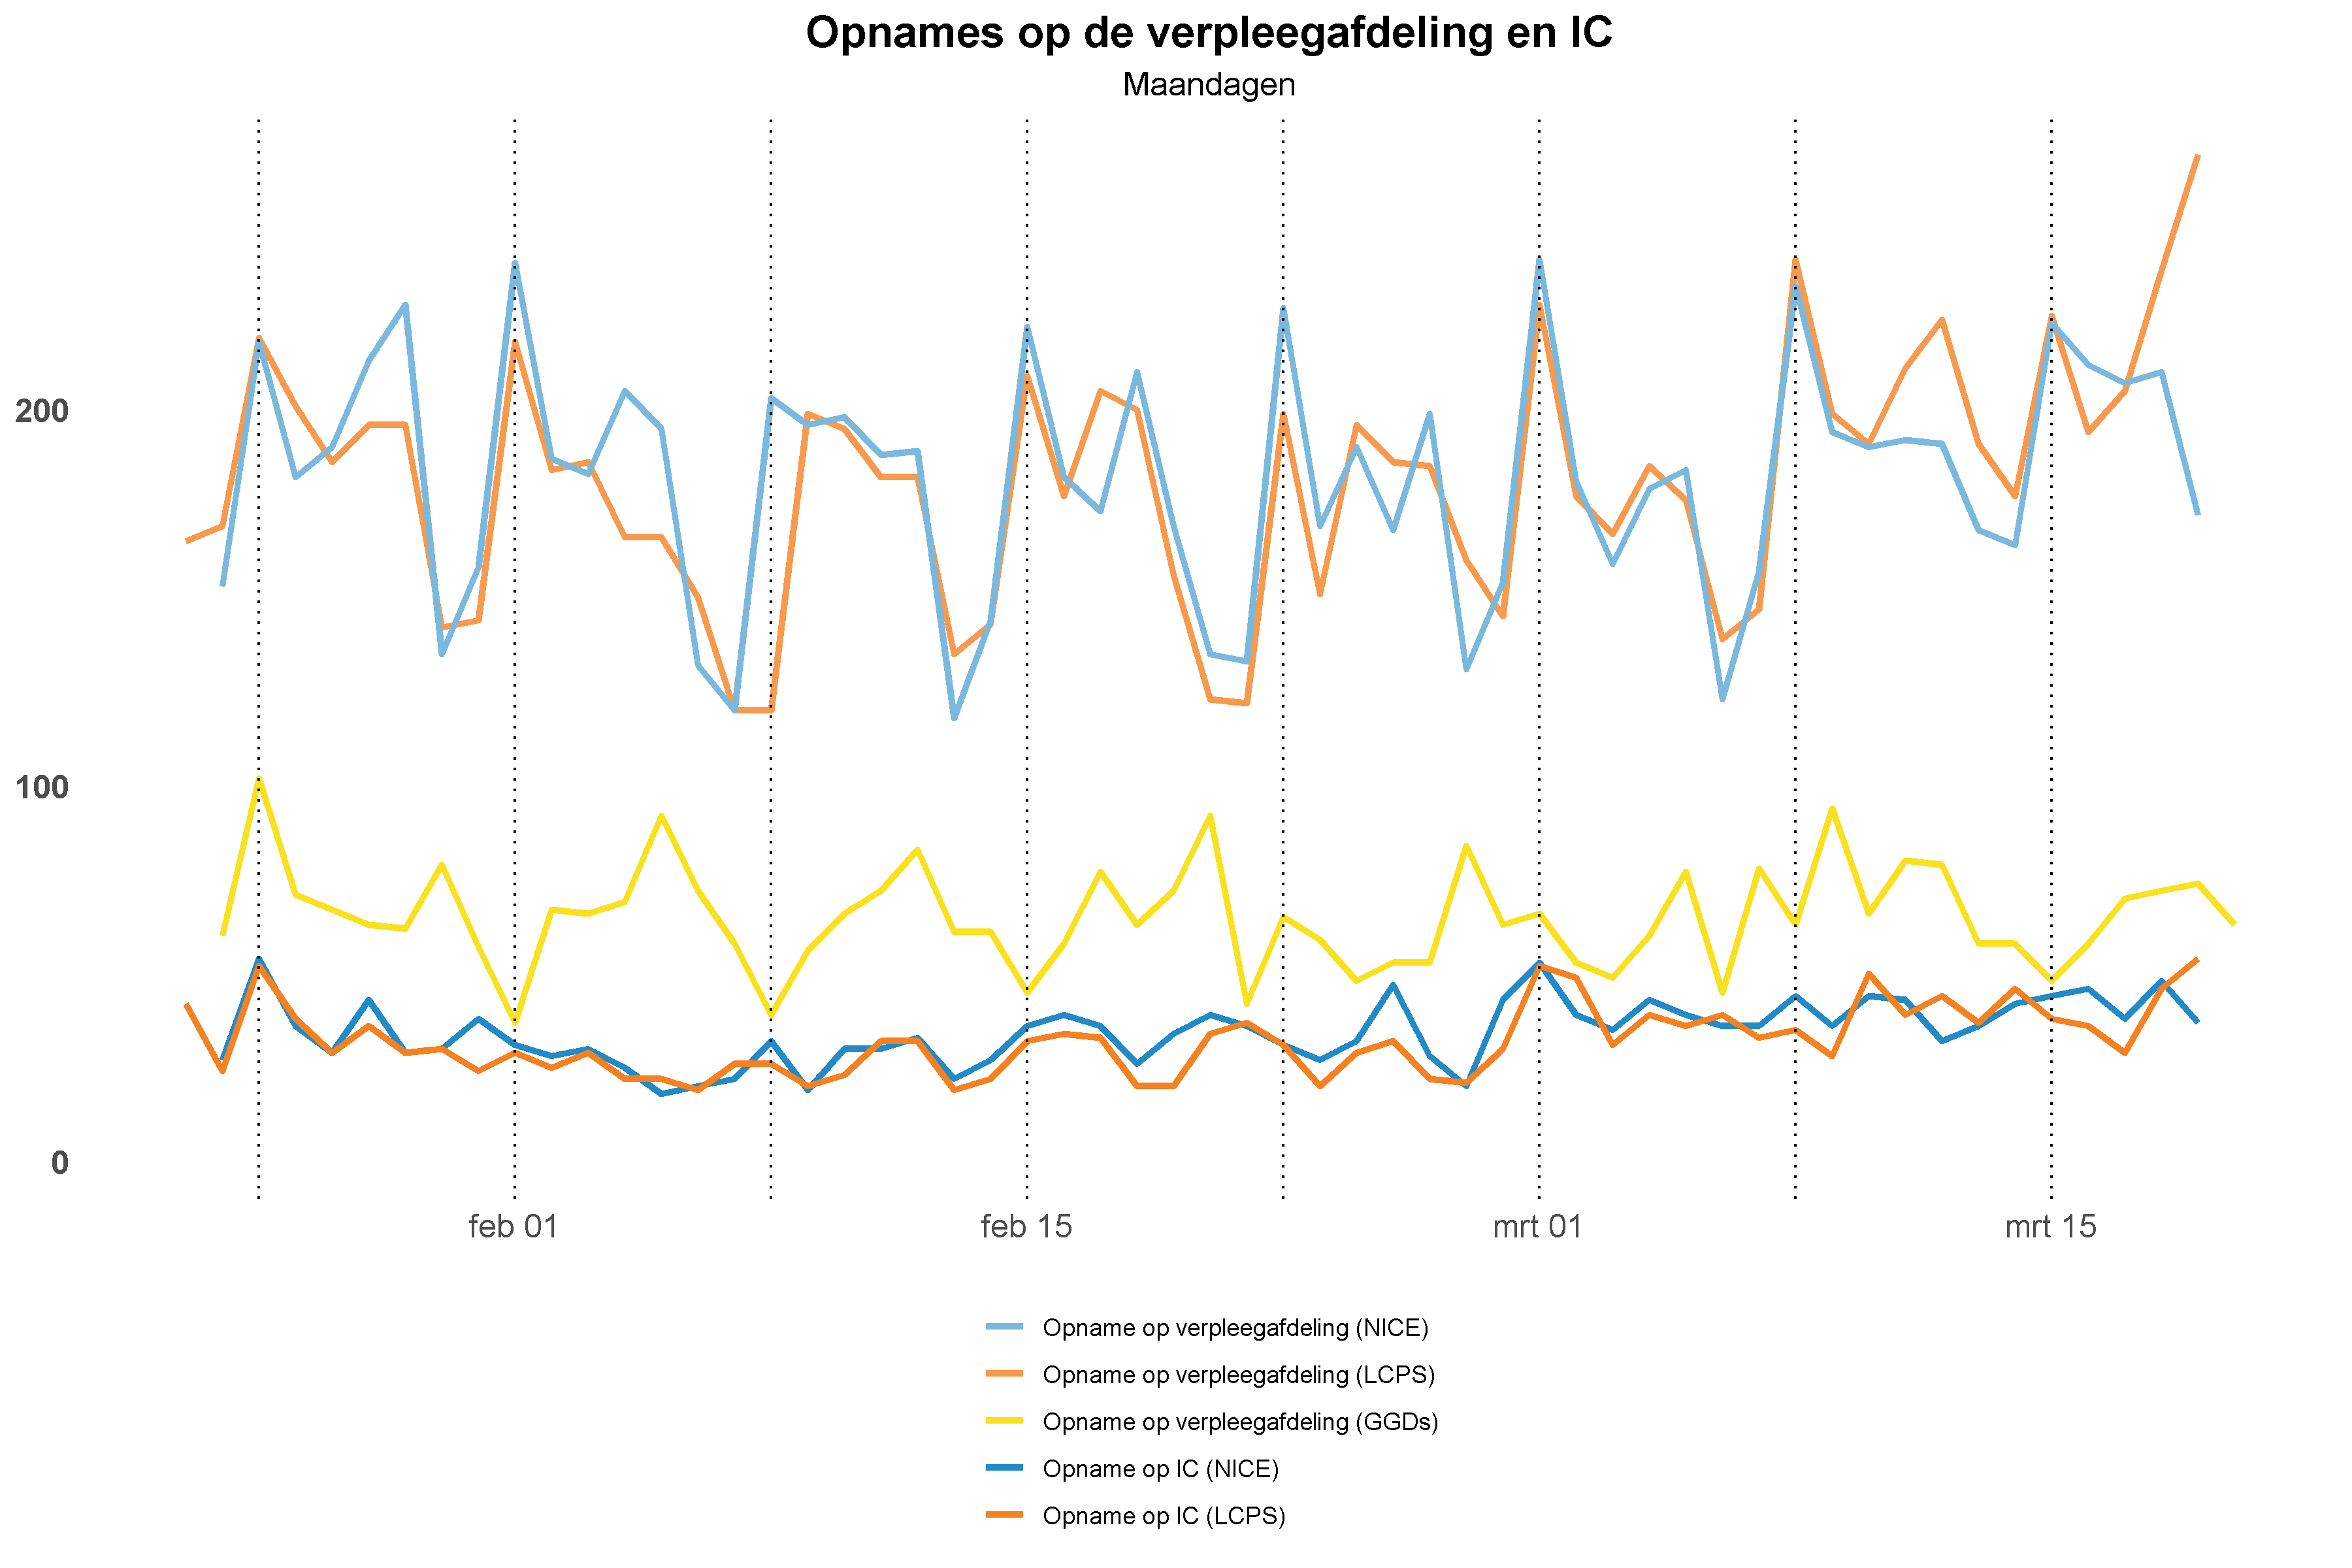 Opnames op de verpleegafdeling en IC
Maandagen
200
100
0
feb 01
feb 15
mrt 01
mrt 15
Opname op verpleegafdeling (NICE)
Opname op verpleegafdeling (LCPS)
Opname op verpleegafdeling (GGDs)
Opname op IC (NICE)
Opname op IC (LCPS)